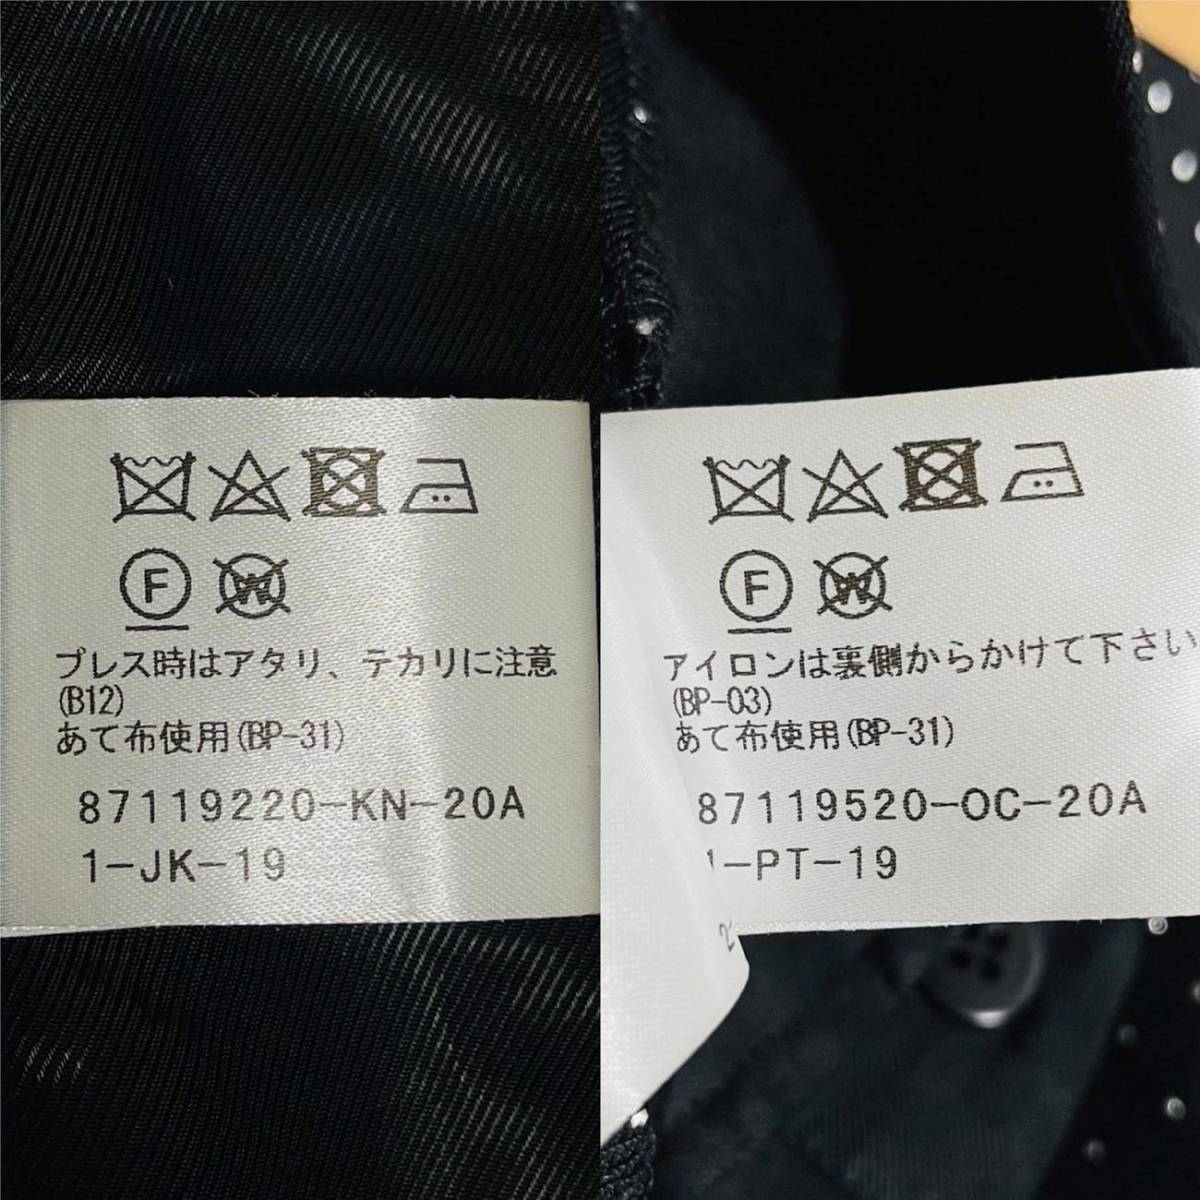 F W
プレス時はアタリ、テカリに注意
(B12)
あて布使用(BP-31)
87119220-KN-20A
1-JK-19
F W
アイロンは裏側からかけて下さい
(BP-03)
あて布使用(BP-31)
87119520-OC-20A
1-PT-19
2